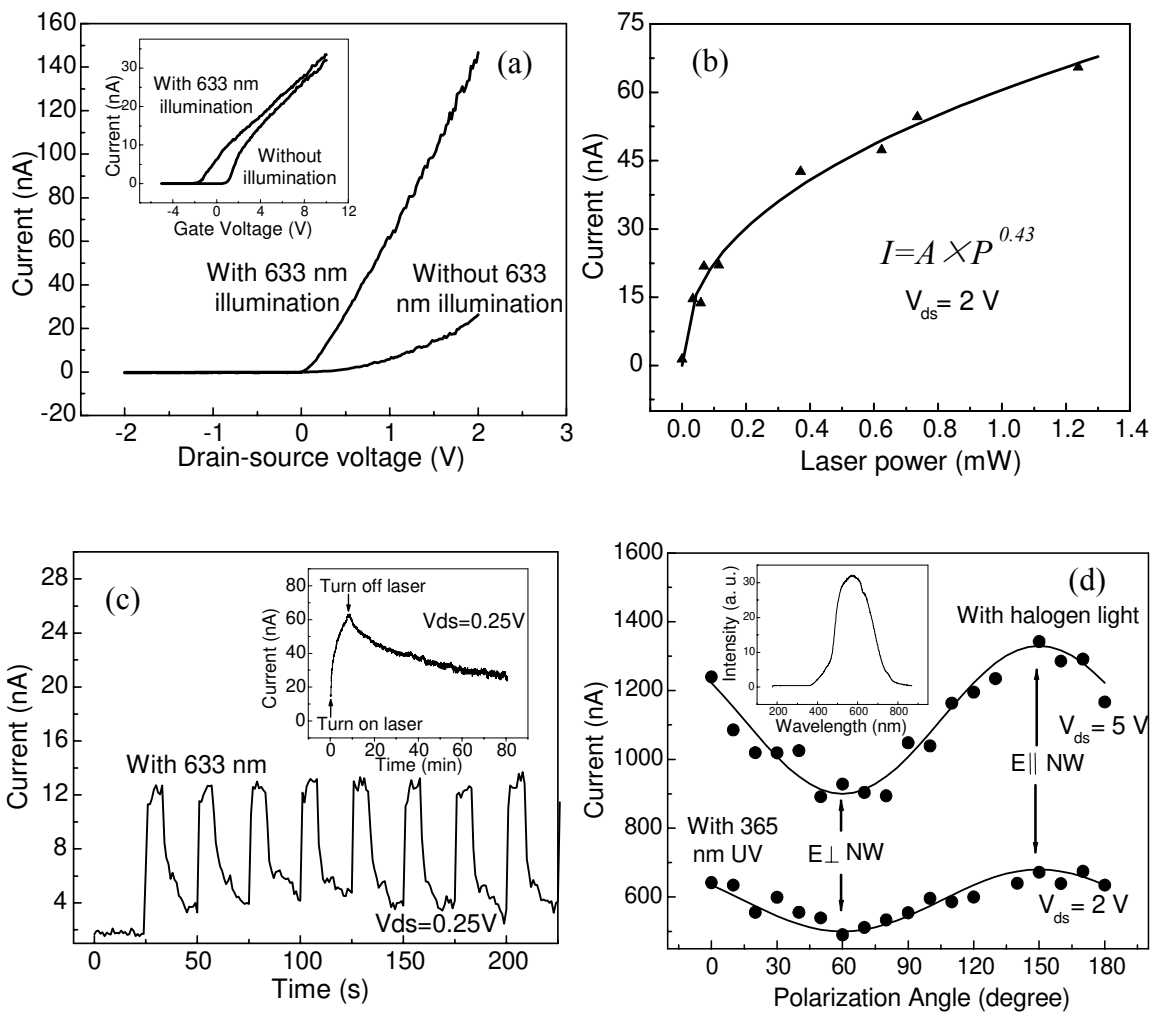 (a)
160
140
120
100
80
60
40
20
0
-20
Current (nA)
-2
-1
0
1
2
3
Drain-source voltage (V)
With 633 nm
illumination
Without 633
nm illumination
30
20
10
0
Current (nA)
-4
0
4
8
12
Gate Voltage (V)
With 633 nm
illumination
Without
illumination
(b)
75
60
45
30
15
0
Current (nA)
0.0
0.2
0.4
0.6
0.8
1.0
1.2
1.4
Laser power (mW)
I=A×P^0.43
Vds= 2 V
(c)
28
24
20
16
12
8
4
Current (nA)
0
50
100
150
200
Time (s)
With 633 nm
Vds=0.25V
80
60
40
20
0
Current (nA)
0
20
40
60
80
Time (min)
Turn off laser
Vds=0.25V
Turn on laser
(d)
1600
1400
1200
1000
800
600
Current (nA)
0
30
60
90
120
150
180
Polarization Angle (degree)
With halogen light
Vds= 5 V
E|| NW
With 365
nm UV
E⊥ NW
Vds= 2 V
30
20
10
0
Intensity (a. u.)
200
400
600
800
Wavelength (nm)